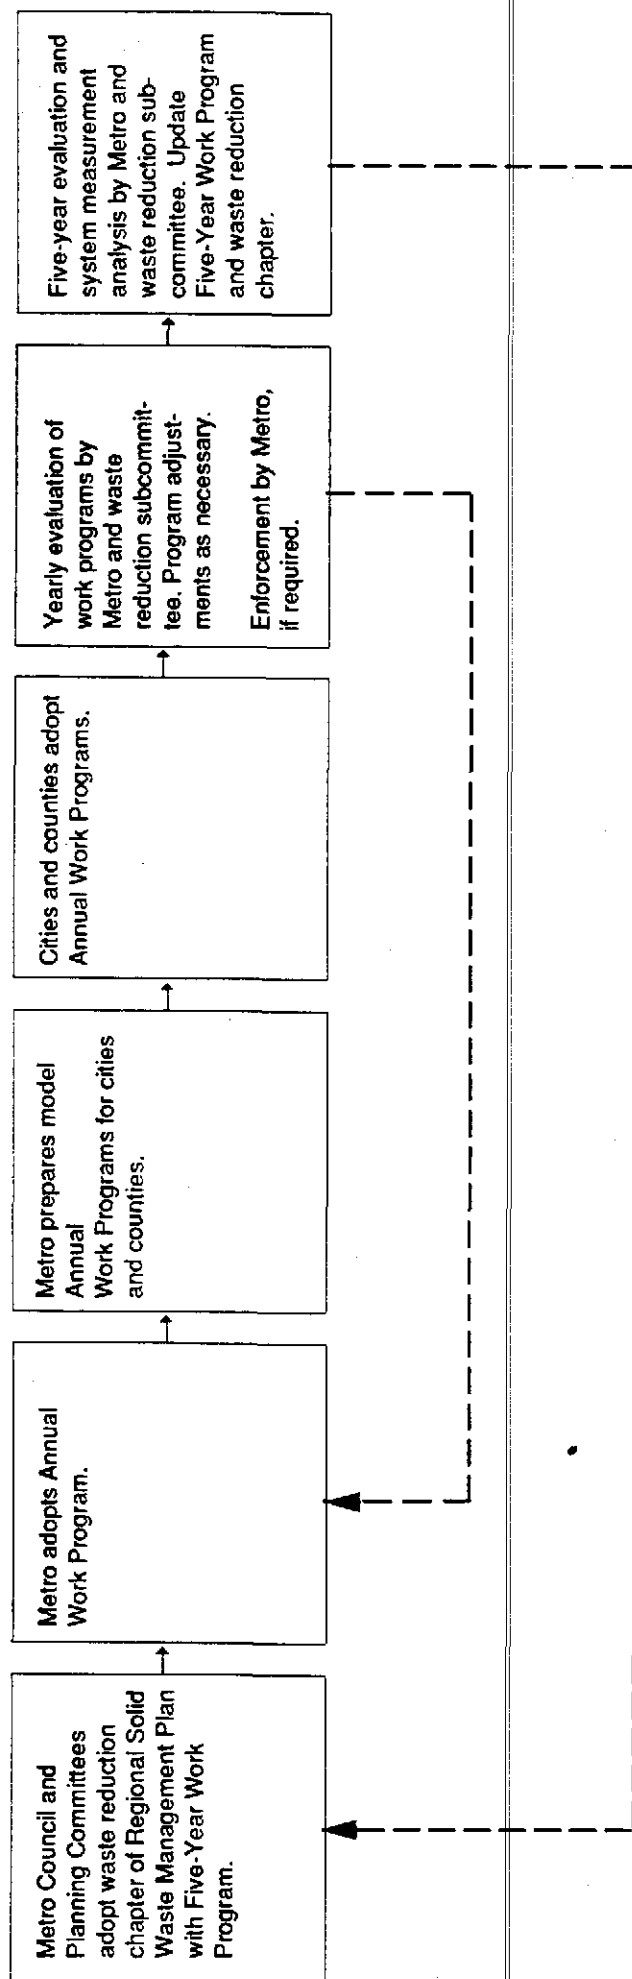 Metro Council and
Planning Committees
adopt waste reduction
chapter of Regional Solid
Waste Management Plan
with Five-Year Work
Program.
Metro adopts Annual
Work Program.
Metro prepares model
Annual
Work Programs for cities
and counties.
Cities and counties adopt
Annual Work Programs.
Yearly evaluation of
work programs by
Metro and waste
reduction subcommit-
tee. Program adjust-
ments as necessary.
Enforcement by Metro,
if required.
Five-year evaluation and
system measurement
analysis by Metro and
waste reduction sub-
committee. Update
Five-Year Work Program
and waste reduction
chapter.